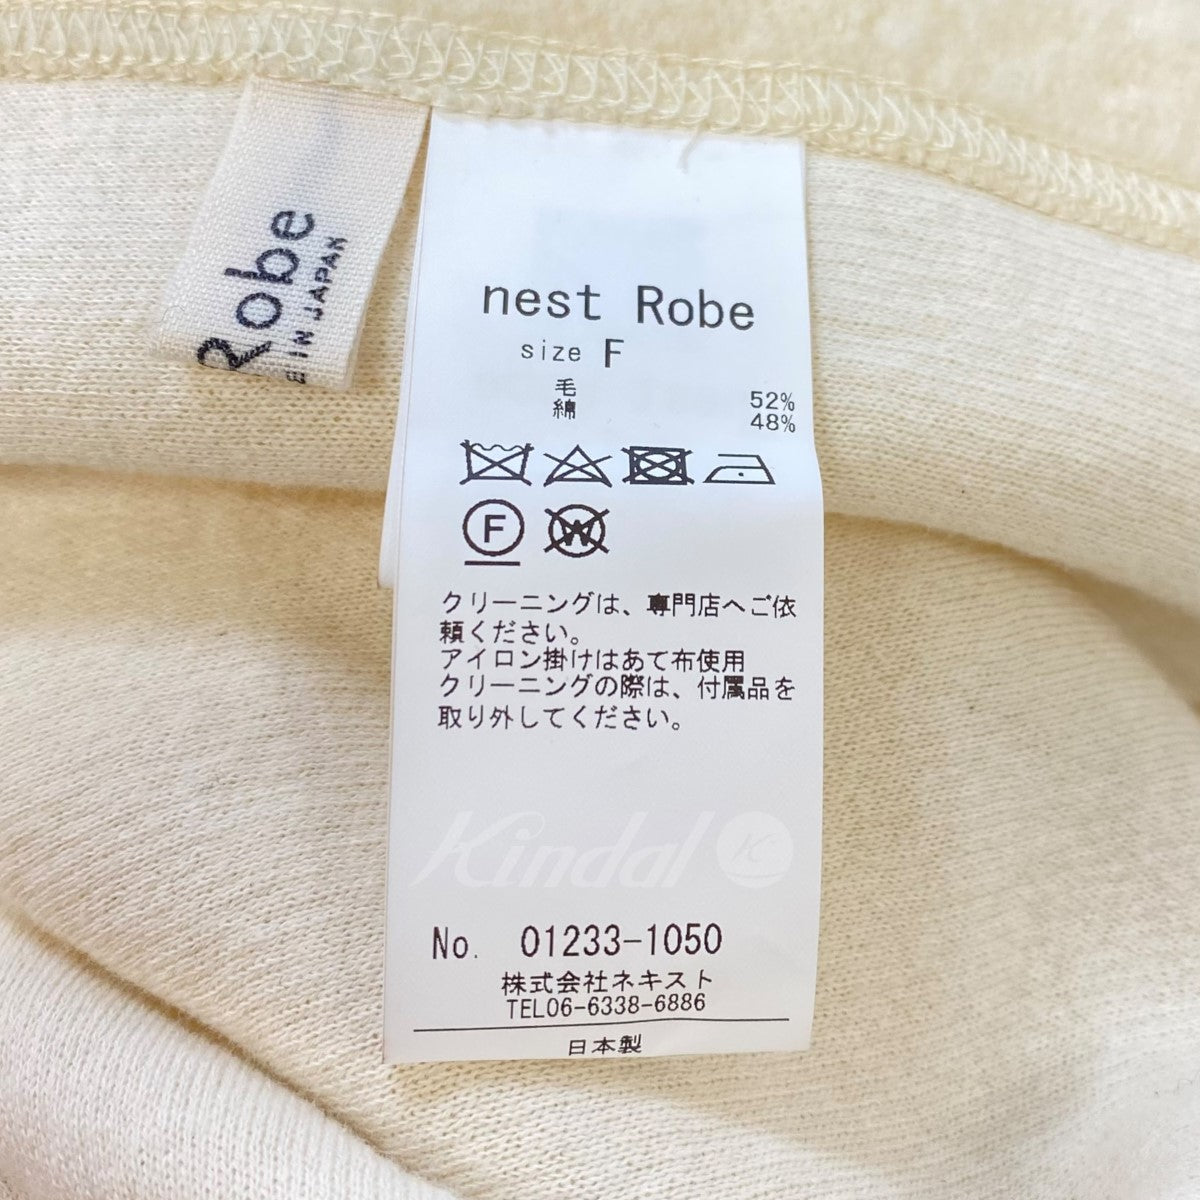 Robe
IN JAPAN
nest Robe
size F
毛 52%
綿 48%
F
W
クリーニングは、専門店へご依
頼ください。
アイロン掛けはあて布使用
クリーニングの際は、付属品を
取り外してください。
Kindal K
No. 01233-1050
株式会社ネキスト
TEL06-6338-6886
日本製